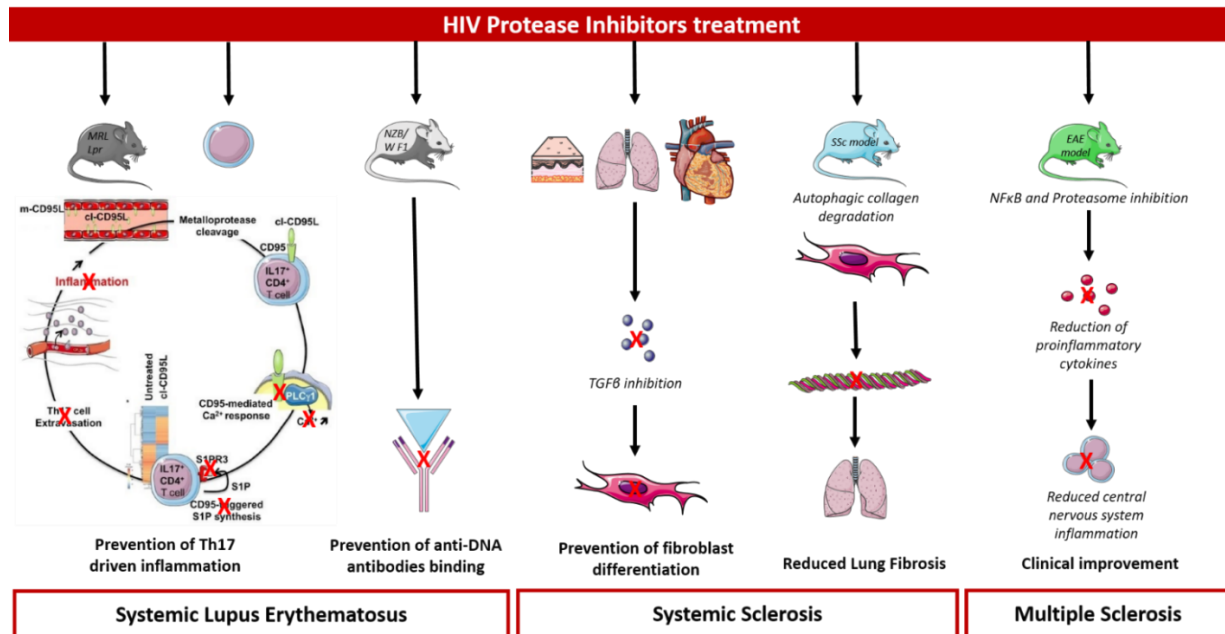 HIV Protease Inhibitors treatment
MRL
Lpr
m-CD95L
cl-CD95L
Metalloprotease
cleavage
cl-CD95L
CD95
IL17+
CD4+
T cell
CD95-mediated
Ca2+ response
PLCγ1
S1PR3
S1P
CD95-triggered
S1P synthesis
IL17+
CD4+
T cell
Untreated
cl-CD95L
Extravasation
Inflammation
Prevention of Th17
driven inflammation
NZB/
W F1
Prevention of anti-DNA
antibodies binding
TGFβ inhibition
Prevention of fibroblast
differentiation
SSc model
Autophagic collagen
degradation
Reduced Lung Fibrosis
EAE
model
NFκB and Proteasome inhibition
Reduction of
proinflammatory
cytokines
Reduced central
nervous system
inflammation
Clinical improvement
Systemic Lupus Erythematosus
Systemic Sclerosis
Multiple Sclerosis